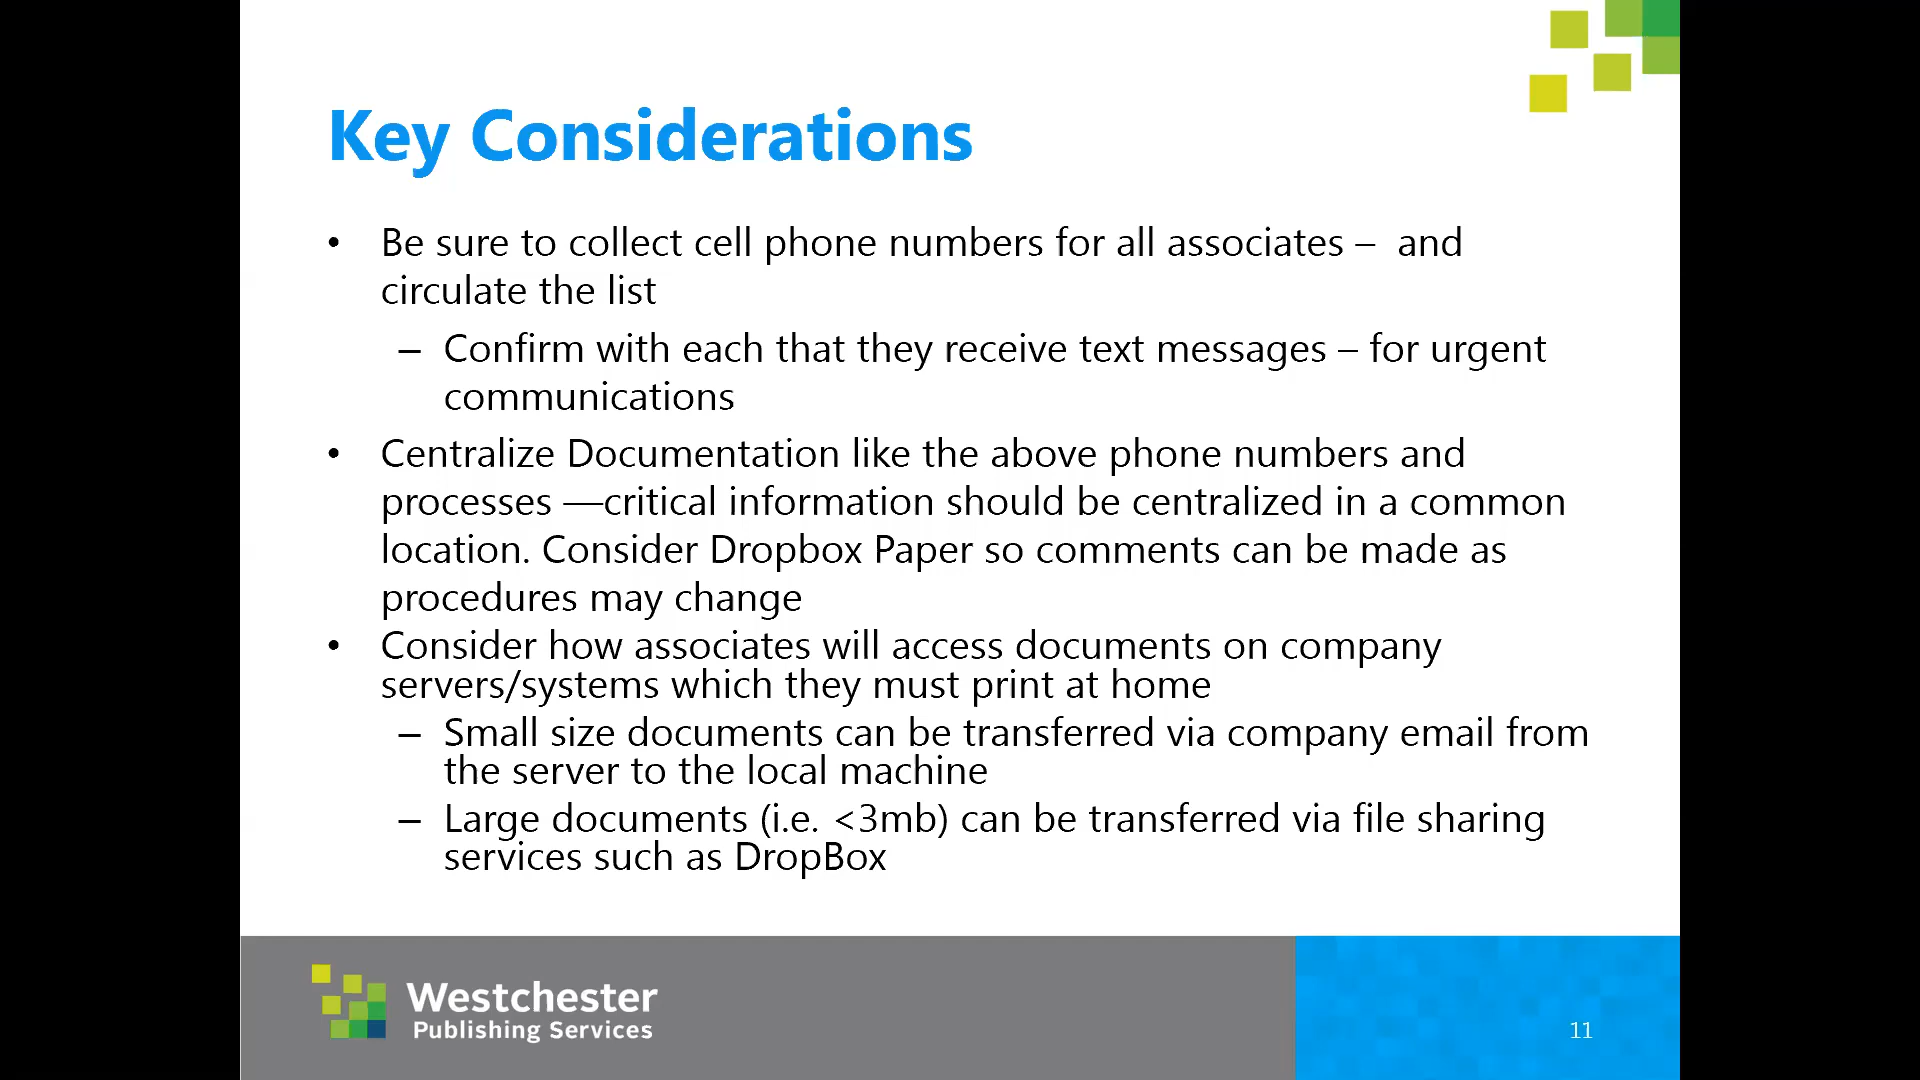 Key Considerations
• Be sure to collect cell phone numbers for all associates –  and
circulate the list
– Confirm with each that they receive text messages – for urgent
communications
• Centralize Documentation like the above phone numbers and
processes —critical information should be centralized in a common
location. Consider Dropbox Paper so comments can be made as
procedures may change
• Consider how associates will access documents on company
servers/systems which they must print at home
– Small size documents can be transferred via company email from
the server to the local machine
– Large documents (i.e. <3mb) can be transferred via file sharing
services such as DropBox
Westchester
Publishing Services
11